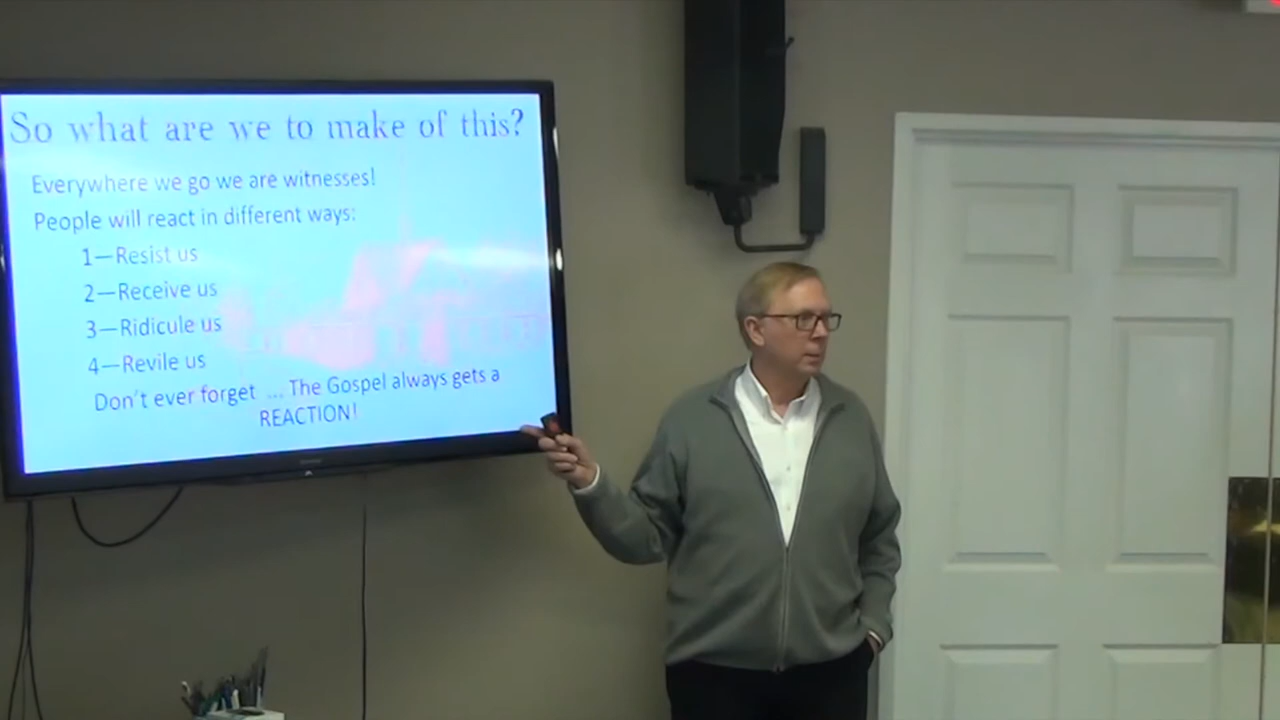 So what are we to make of this?
Everywhere we go we are witnesses!
People will react in different ways:
1—Resist us
2—Receive us
3—Ridicule us
4—Revile us
Don't ever forget ... The Gospel always gets a
REACTION!